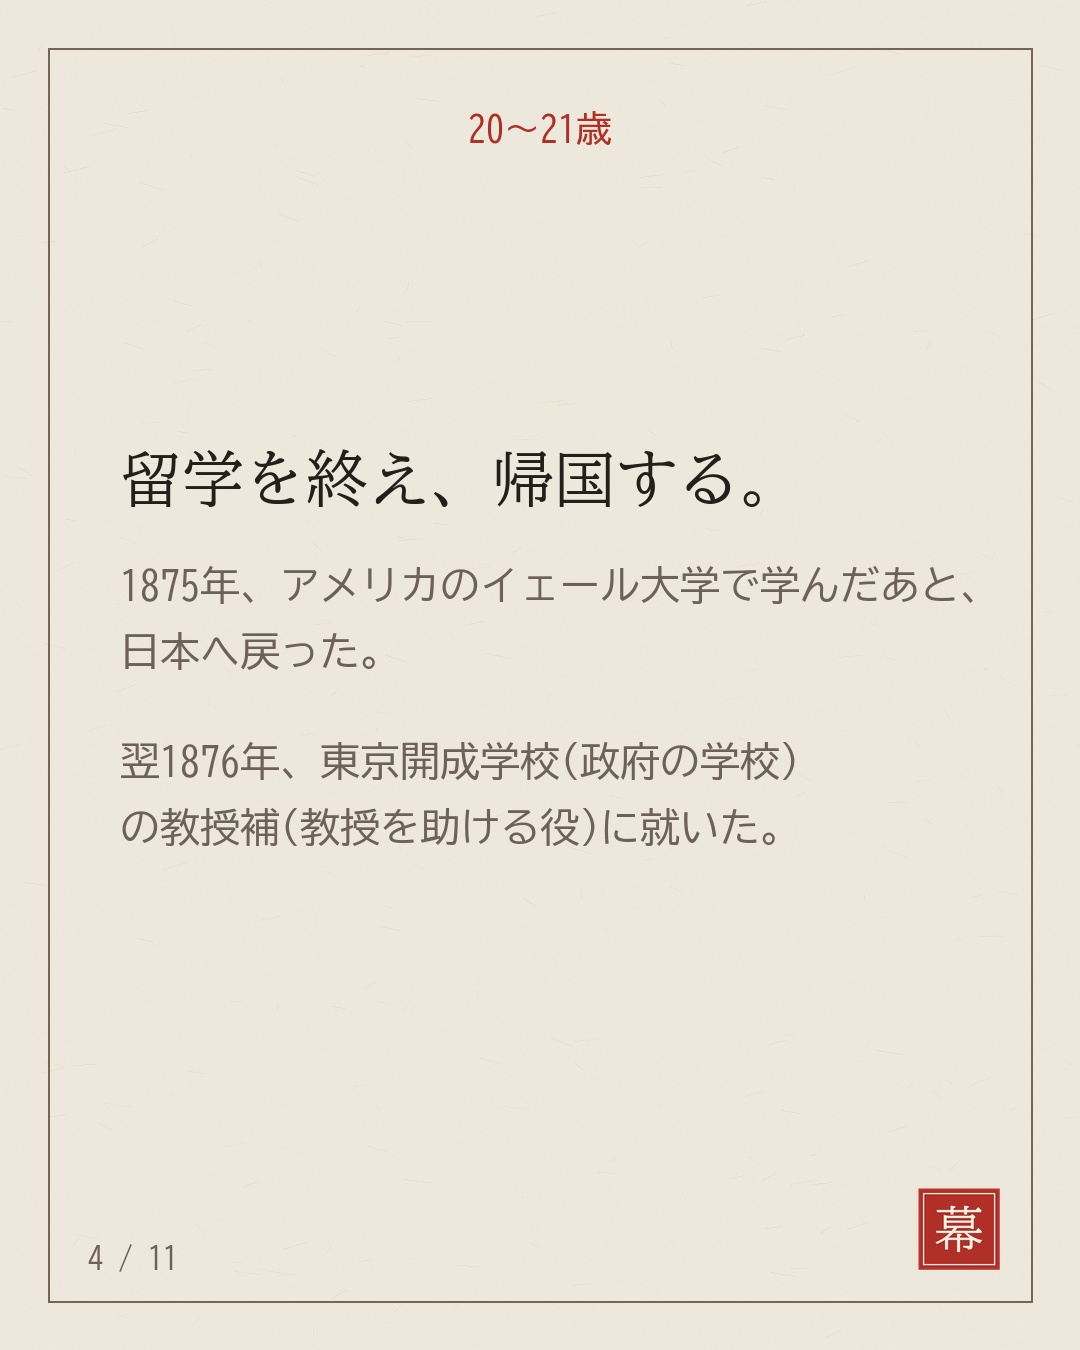 20〜21歳
留学を終え、帰国する。
1875年、アメリカのイェール大学で学んだあと、
日本へ戻った。
翌1876年、東京開成学校(政府の学校)
の教授補(教授を助ける役)に就いた。
4 / 11
幕